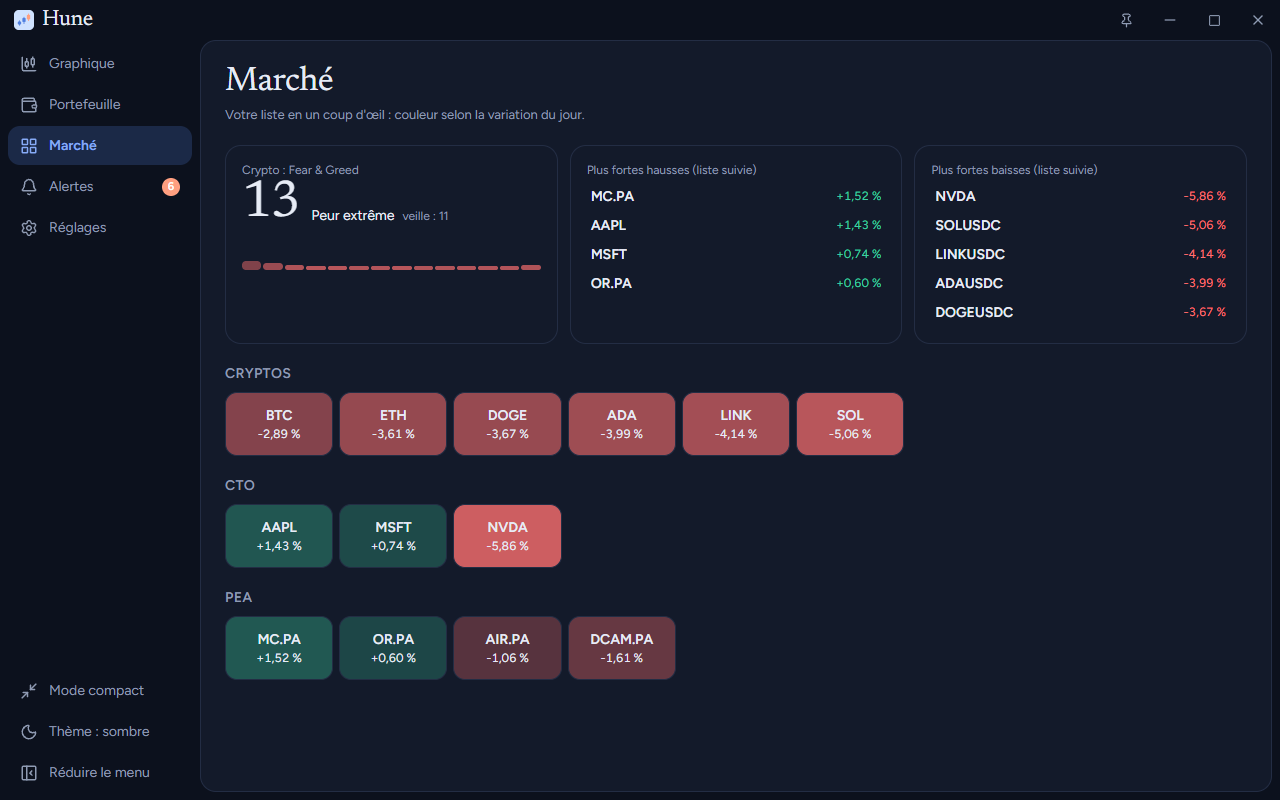 Hune
Graphique
Portefeuille
Marché
Alertes 6
Réglages
Mode compact
Thème : sombre
Réduire le menu
Marché
Votre liste en un coup d'œil : couleur selon la variation du jour.
Crypto : Fear & Greed
13 Peur extrême veille : 11
Plus fortes hausses (liste suivie)
MC.PA +1,52 %
AAPL +1,43 %
MSFT +0,74 %
OR.PA +0,60 %
Plus fortes baisses (liste suivie)
NVDA -5,86 %
SOLUSDC -5,06 %
LINKUSDC -4,14 %
ADAUSDC -3,99 %
DOGEUSDC -3,67 %
CRYPTOS
BTC ETH DOGE ADA LINK SOL
-2,89 % -3,61 % -3,67 % -3,99 % -4,14 % -5,06 %
CTO
AAPL MSFT NVDA
+1,43 % +0,74 % -5,86 %
PEA
MC.PA OR.PA AIR.PA DCAM.PA
+1,52 % +0,60 % -1,06 % -1,61 %